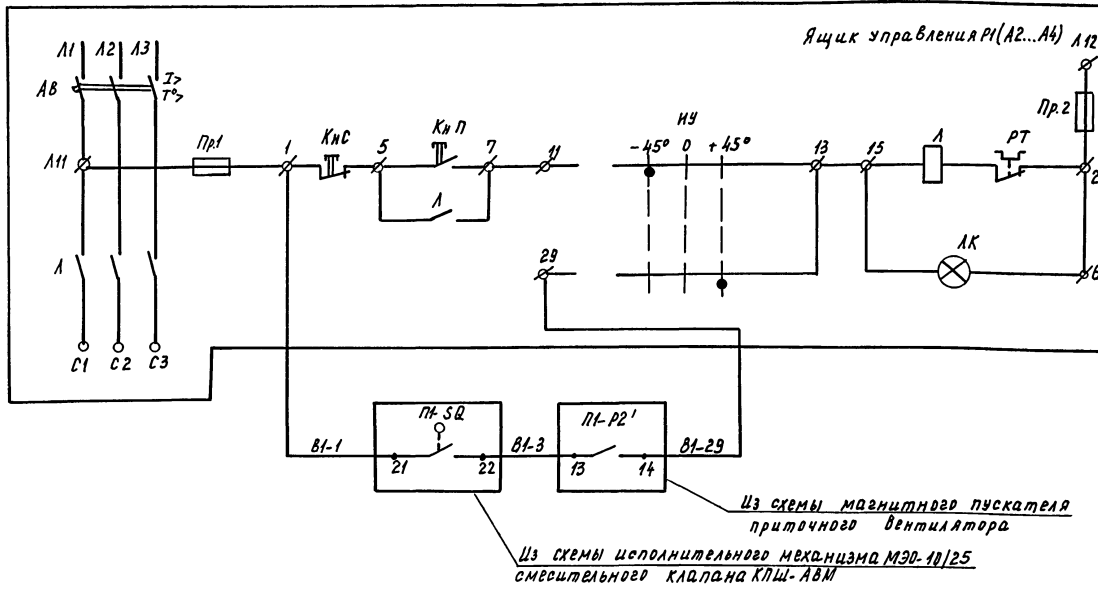 Ящик управления Р1(А2...А4)
Л12
Л1 Л2 Л3
АВ
I>
Т°>
Пр.2
Пр.1
КнС
КнП
ИУ
-45° 0 +45°
РТ
Л11
1
5
7
11
13
15
Л
2
Л
ЛК
29
6
Л
С1 С2 С3
П1-SQ
П1-Р2'
В1-1
21
22
В1-3
13
14
В1-29
Из схемы магнитного пускателя
приточного вентилятора
Из схемы исполнительного механизма МЭО-10/25
смесительного клапана КПШ-АВМ